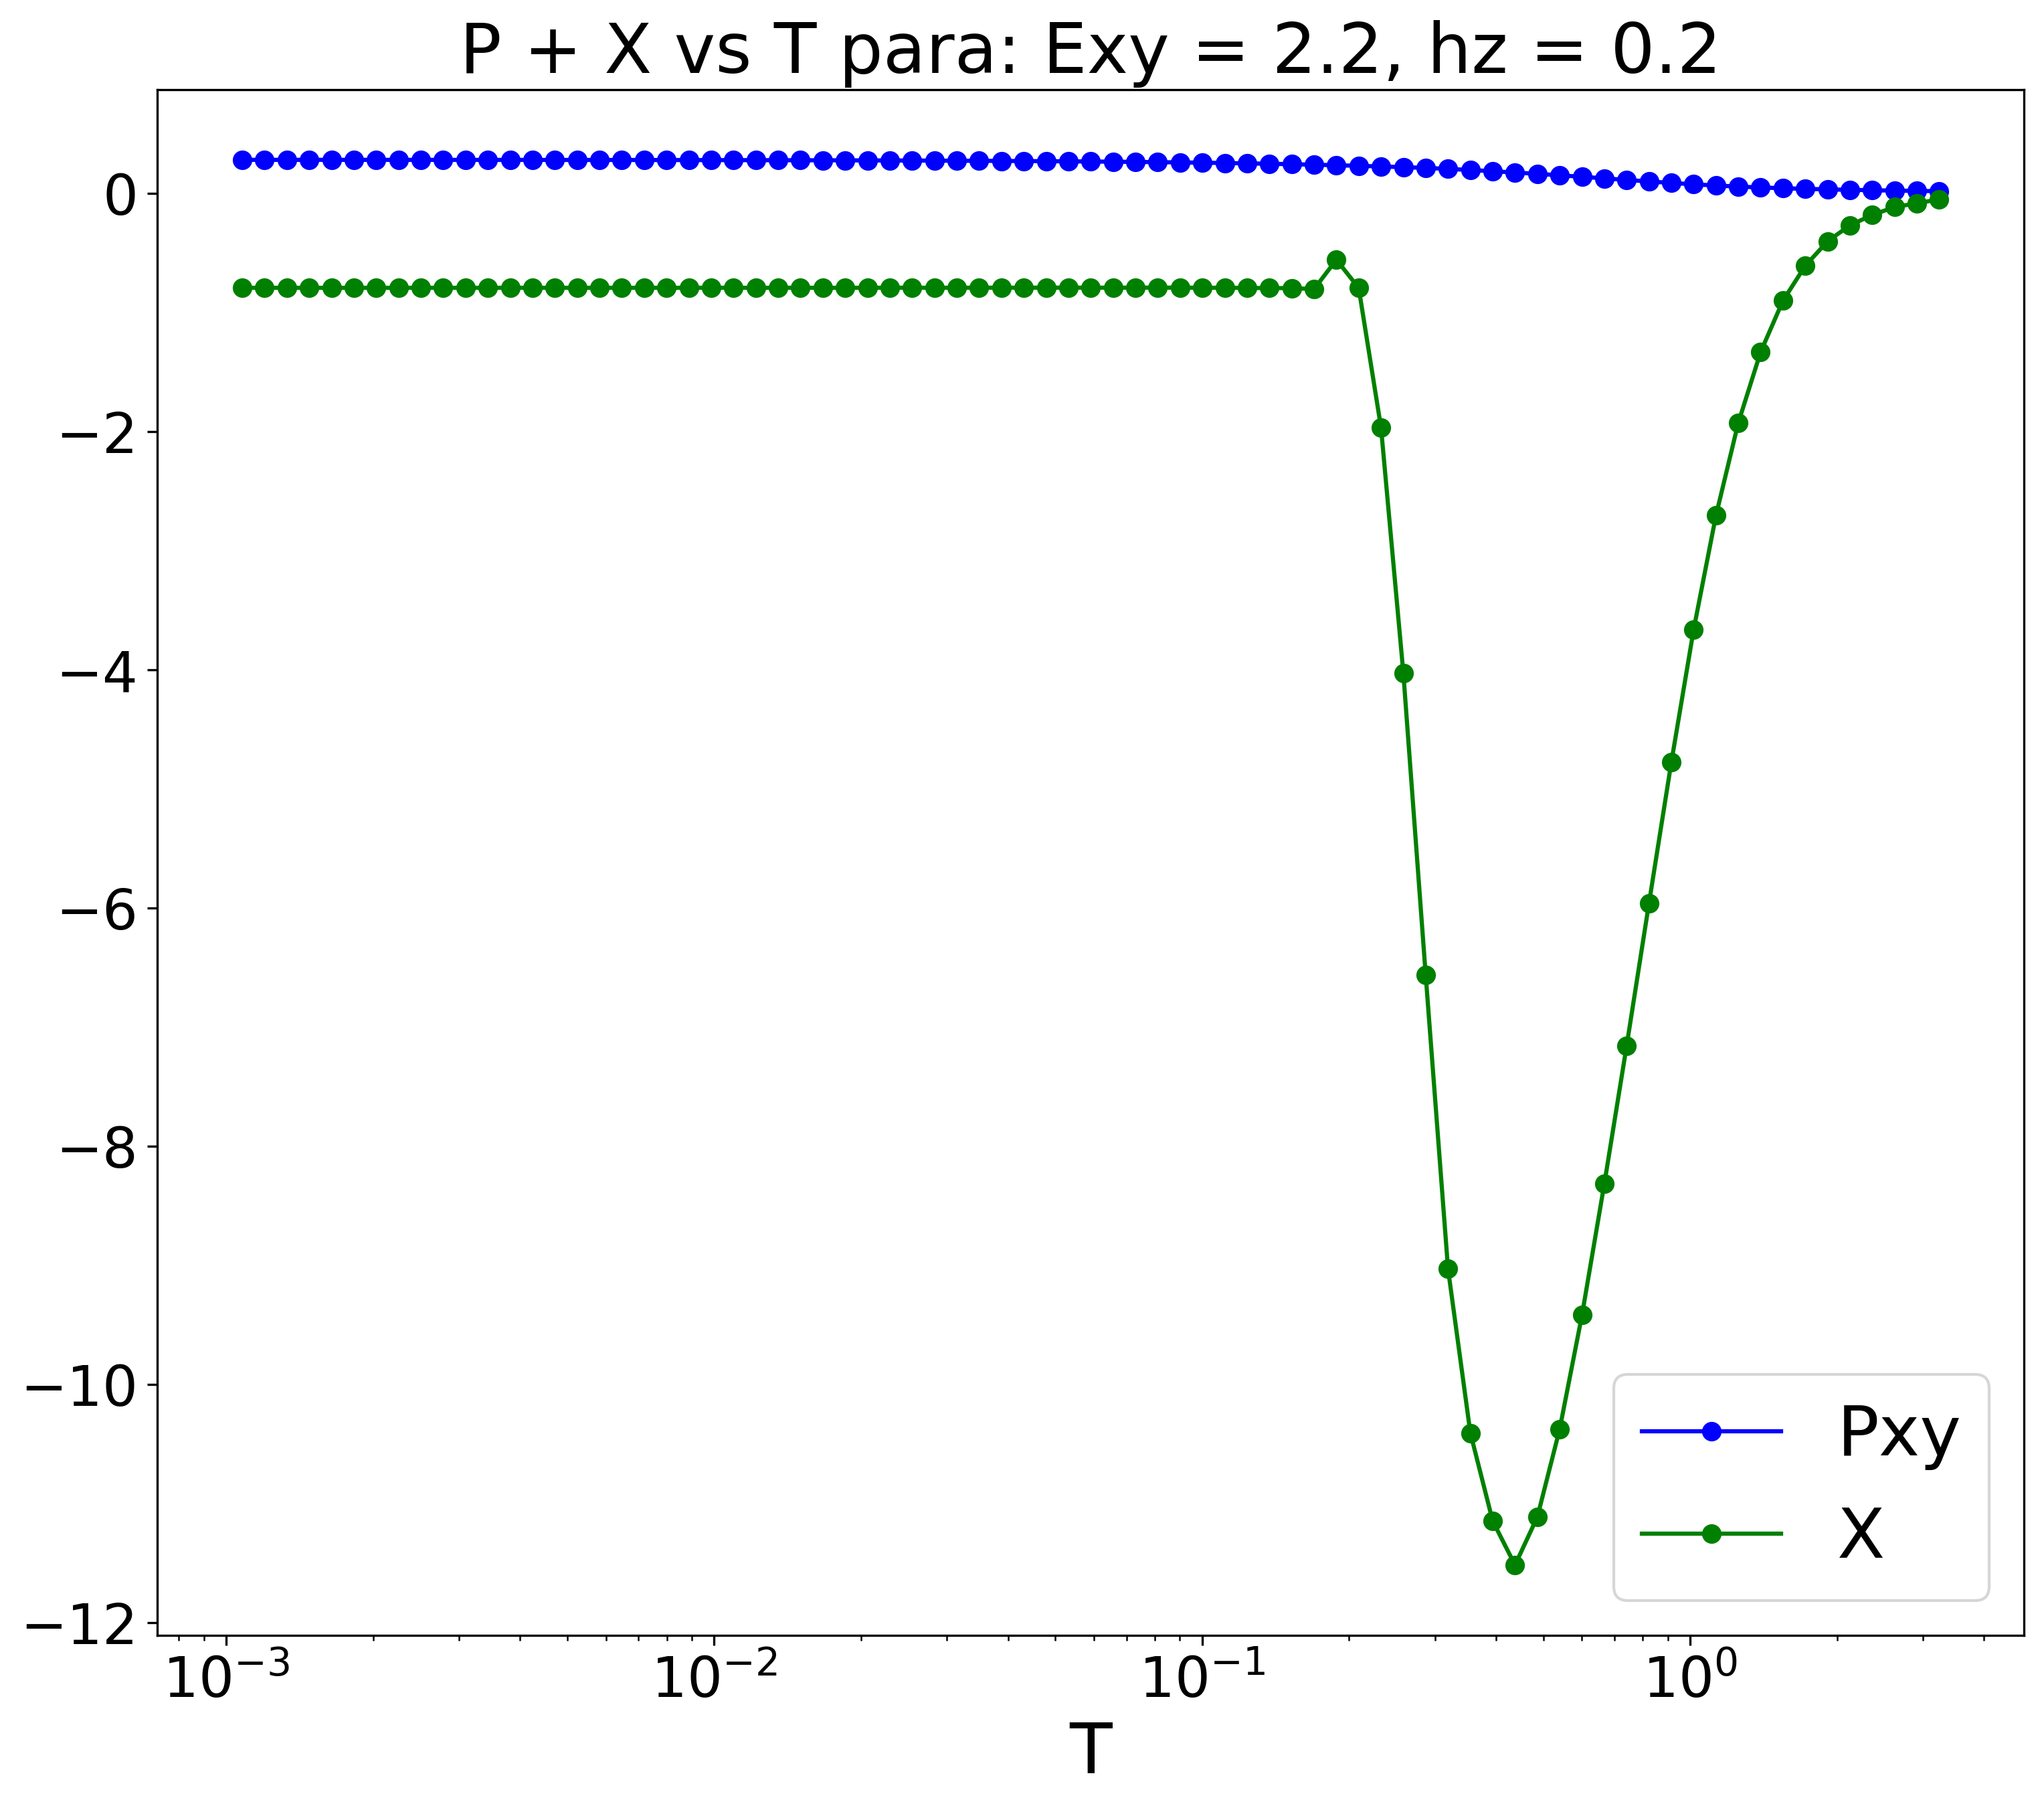 P + X vs T para: Exy = 2.2, hz = 0.2
0
−2
−4
−6
−8
−10
−12
10⁻³ 10⁻² 10⁻¹ 10⁰
T
Pxy
X